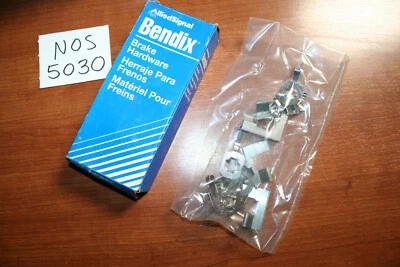 NOS
5030
AlliedSignal
Bendix
Brake
Hardware
Herraje Para
Frenos
Matériel Pour
Freins